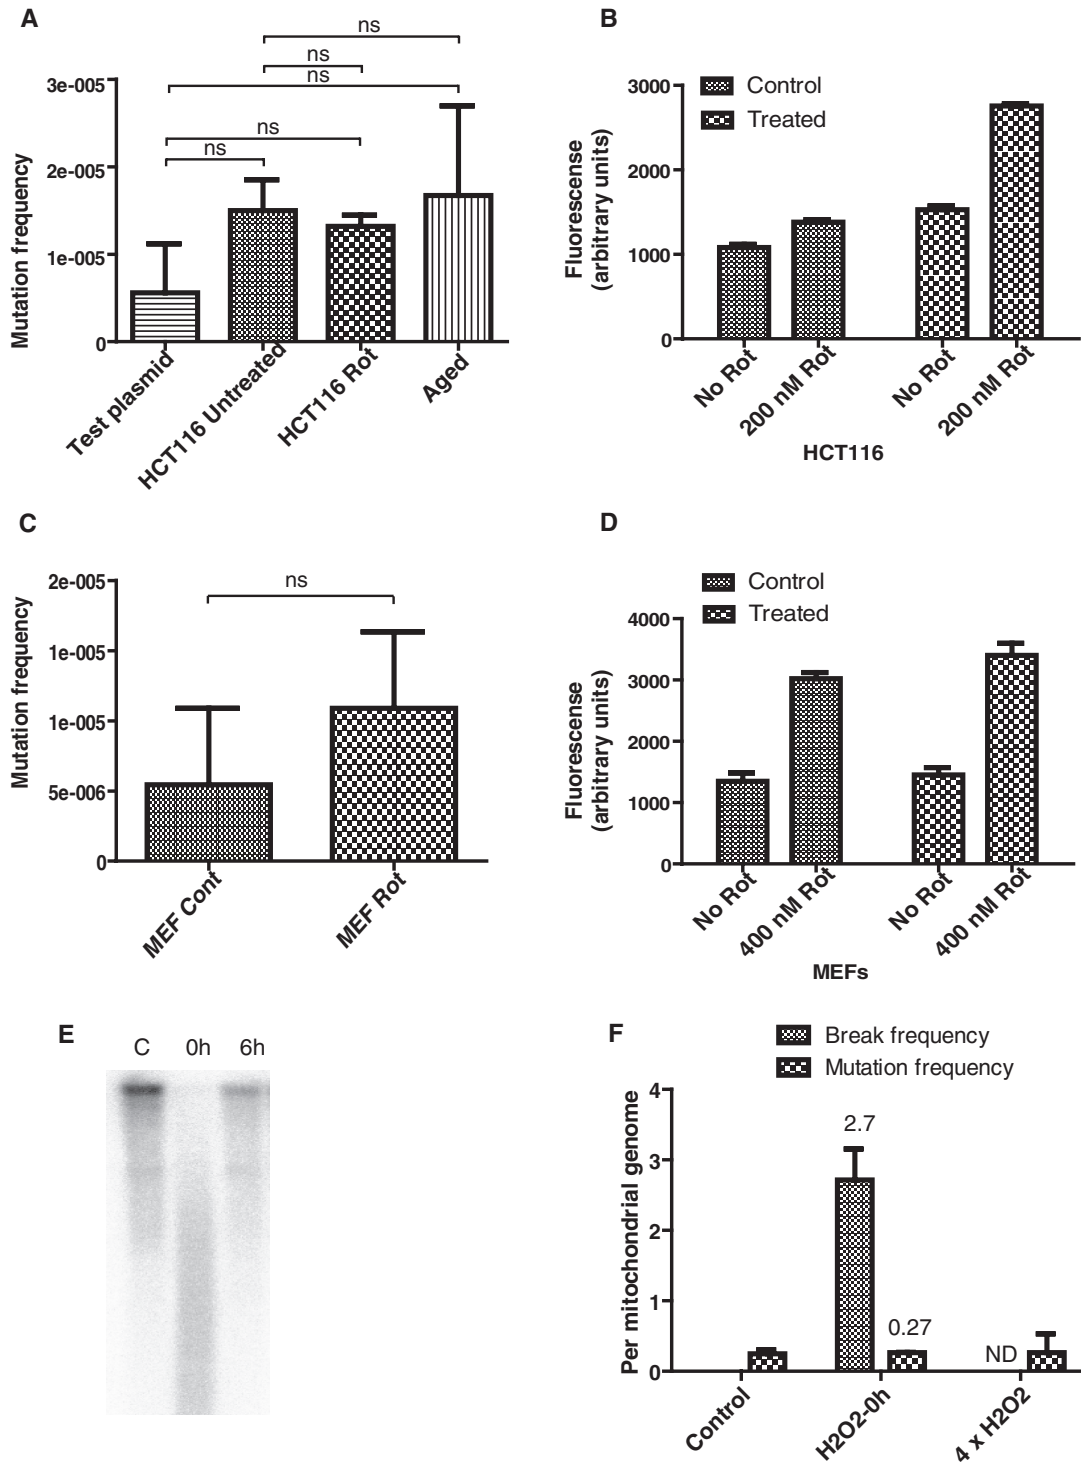 A
ns
ns
ns
ns
ns
Mutation frequency
3e-005
2e-005
1e-005
0
Test plasmid
HCT116 Untreated
HCT116 Rot
Aged
B
Control
Treated
Fluorescense
(arbitrary units)
3000
2000
1000
0
No Rot
200 nM Rot
No Rot
200 nM Rot
HCT116
C
ns
Mutation frequency
2e-005
1e-005
1e-005
5e-006
0
MEF Cont
MEF Rot
D
Control
Treated
Fluorescense
(arbitrary units)
4000
3000
2000
1000
0
No Rot
400 nM Rot
No Rot
400 nM Rot
MEFs
E
C 0h 6h
F
Break frequency
Mutation frequency
Per mitochondrial genome
4
3
2
1
0
2.7
0.27
ND
Control
H2O2-0h
4 x H2O2